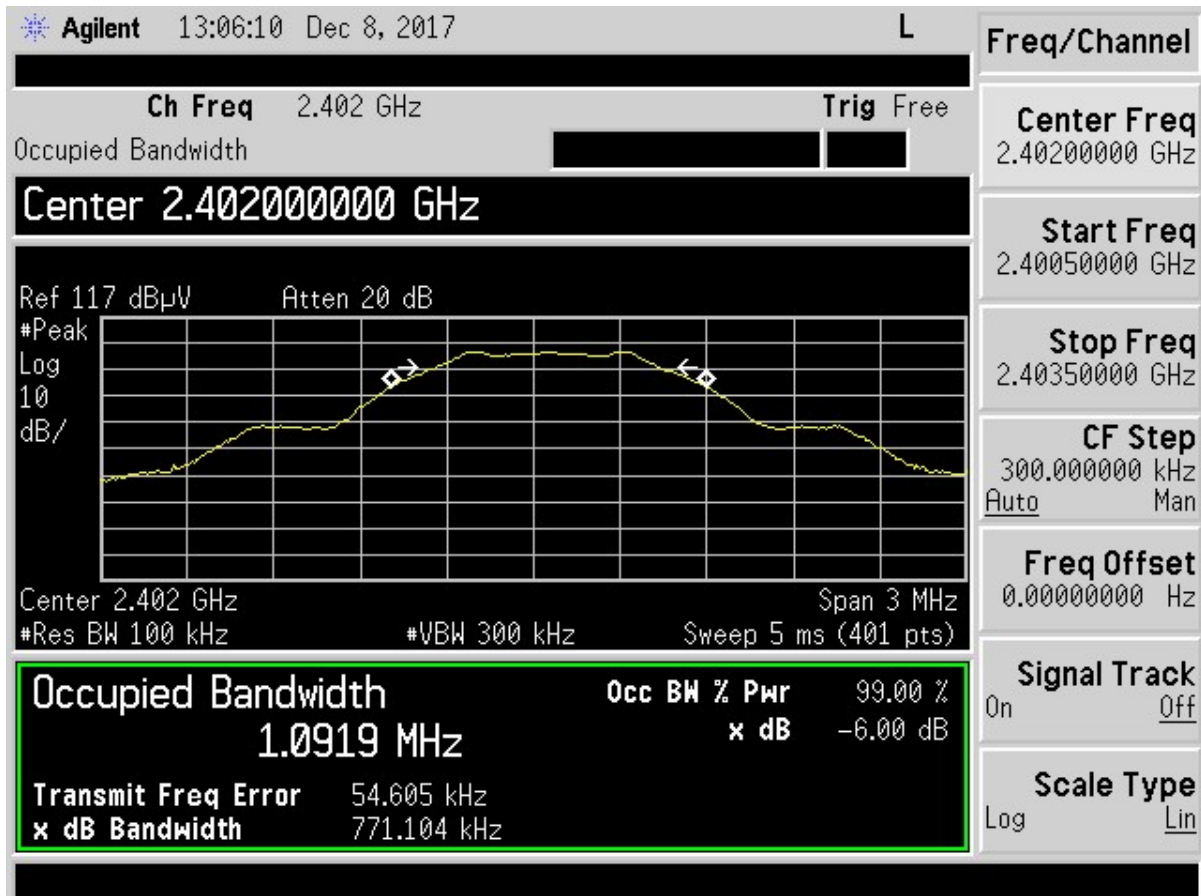 Agilent 13:06:10 Dec 8, 2017 L
Ch Freq 2.402 GHz Trig Free
Occupied Bandwidth
Center 2.402000000 GHz
Ref 117 dBµV Atten 20 dB
#Peak
Log
10
dB/
Center 2.402 GHz Span 3 MHz
#Res BW 100 kHz #VBW 300 kHz Sweep 5 ms (401 pts)
Occupied Bandwidth
1.0919 MHz
Occ BW % Pwr 99.00 %
x dB -6.00 dB
Transmit Freq Error 54.605 kHz
x dB Bandwidth 771.104 kHz
Freq/Channel
Center Freq
2.40200000 GHz
Start Freq
2.40050000 GHz
Stop Freq
2.40350000 GHz
CF Step
300.000000 kHz
Auto Man
Freq Offset
0.00000000 Hz
Signal Track
On Off
Scale Type
Log Lin